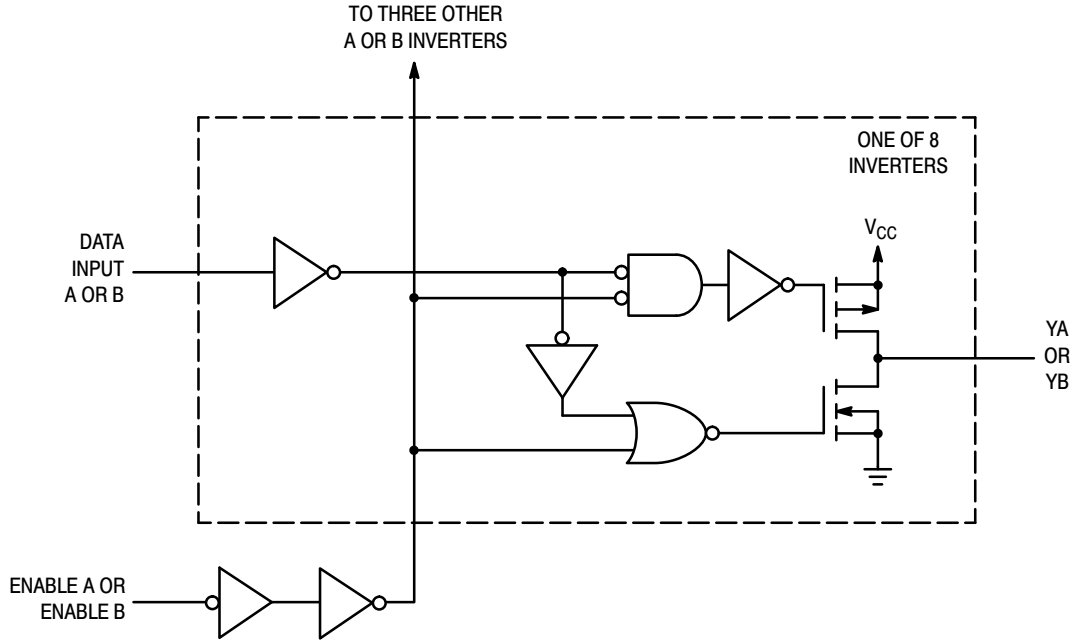 TO THREE OTHER
A OR B INVERTERS
ONE OF 8
INVERTERS
DATA
INPUT
A OR B
VCC
YA
OR
YB
ENABLE A OR
ENABLE B